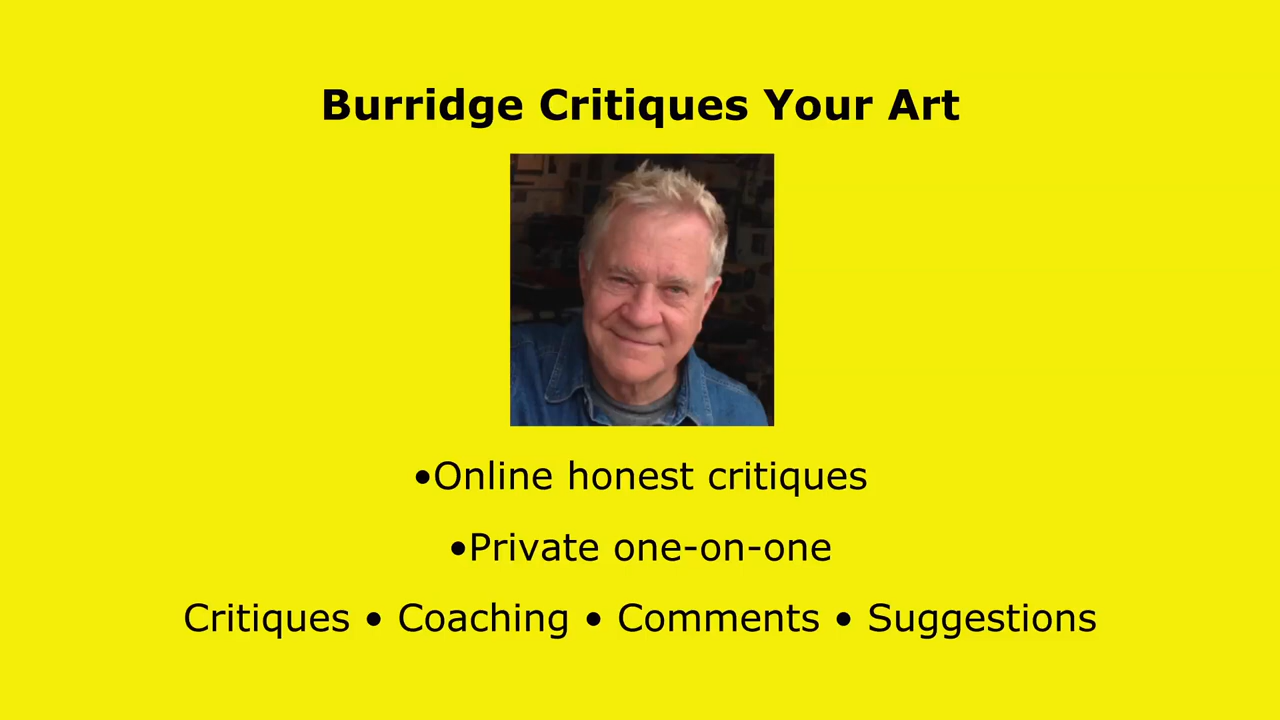 Burridge Critiques Your Art
•Online honest critiques
•Private one-on-one
Critiques • Coaching • Comments • Suggestions